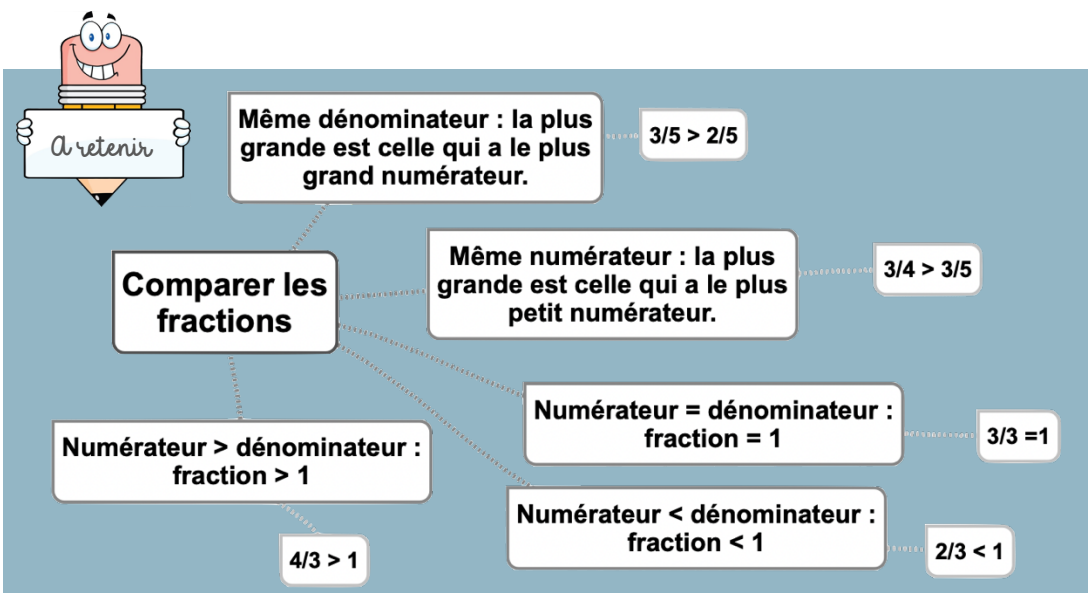 A retenir
Même dénominateur : la plus
grande est celle qui a le plus
grand numérateur.
3/5 > 2/5
Comparer les
fractions
Même numérateur : la plus
grande est celle qui a le plus
petit numérateur.
3/4 > 3/5
Numérateur = dénominateur :
fraction = 1
3/3 =1
Numérateur > dénominateur :
fraction > 1
4/3 > 1
Numérateur < dénominateur :
fraction < 1
2/3 < 1